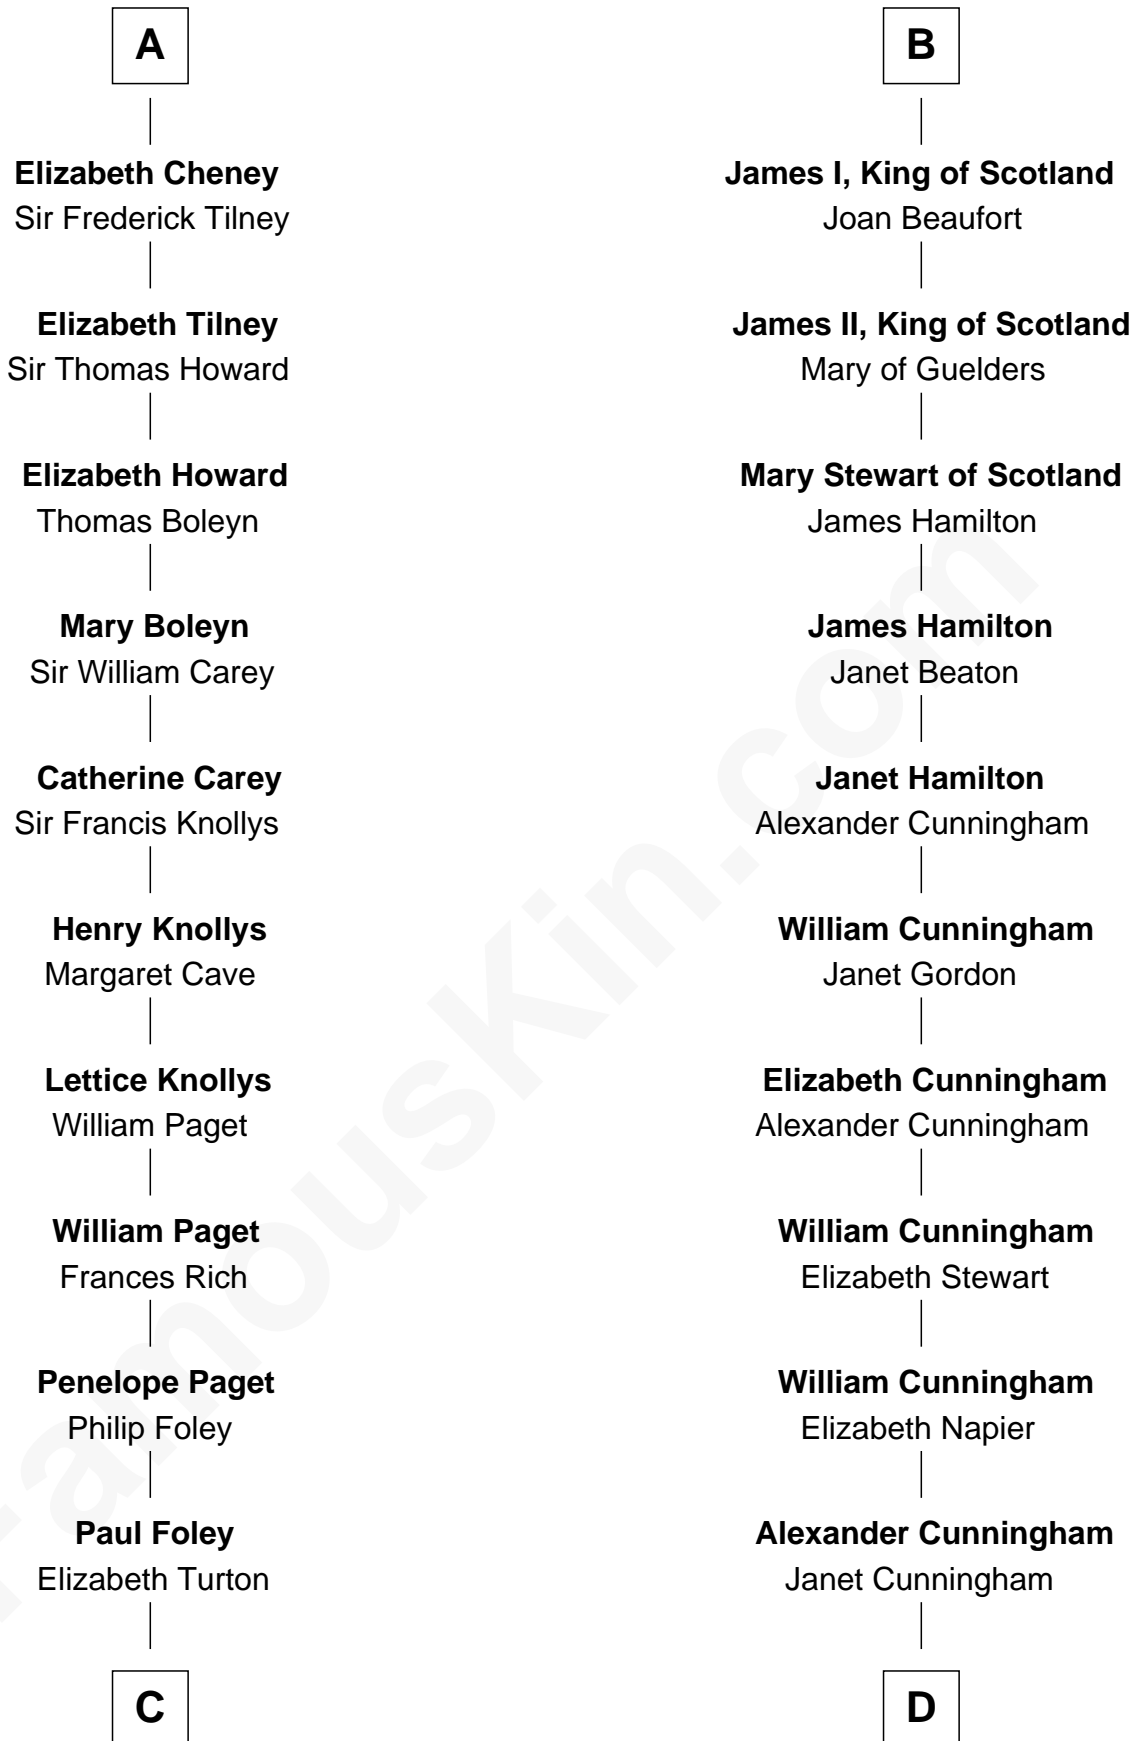 A
Elizabeth Cheney
Sir Frederick Tilney
Elizabeth Tilney
Sir Thomas Howard
Elizabeth Howard
Thomas Boleyn
Mary Boleyn
Sir William Carey
Catherine Carey
Sir Francis Knollys
Henry Knollys
Margaret Cave
Lettice Knollys
William Paget
William Paget
Frances Rich
Penelope Paget
Philip Foley
Paul Foley
Elizabeth Turton
C
B
James I, King of Scotland
Joan Beaufort
James II, King of Scotland
Mary of Guelders
Mary Stewart of Scotland
James Hamilton
James Hamilton
Janet Beaton
Janet Hamilton
Alexander Cunningham
William Cunningham
Janet Gordon
Elizabeth Cunningham
Alexander Cunningham
William Cunningham
Elizabeth Stewart
William Cunningham
Elizabeth Napier
Alexander Cunningham
Janet Cunningham
D
FamousKin.com